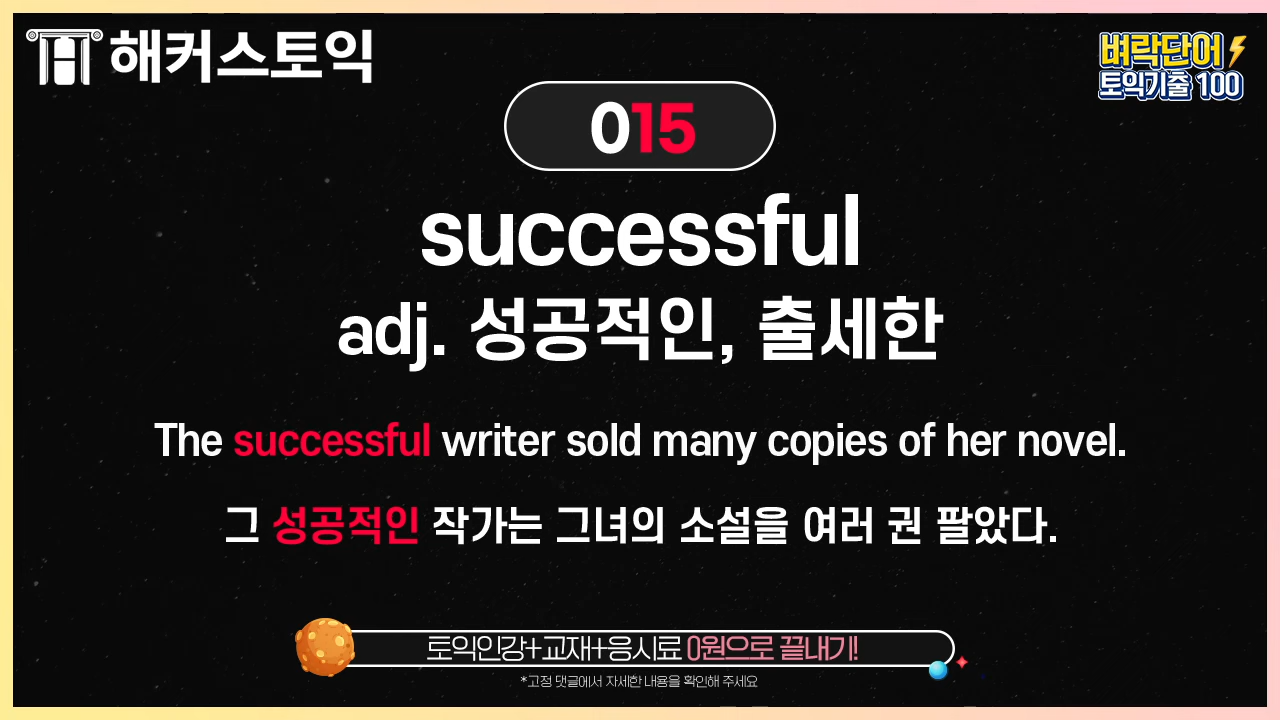 해커스토익
벼락단어
토익기출 100
015
successful
adj. 성공적인, 출세한
The successful writer sold many copies of her novel.
그 성공적인 작가는 그녀의 소설을 여러 권 팔았다.
토익인강+교재+응시료 0원으로 끝내기!
*고정 댓글에서 자세한 내용을 확인해 주세요